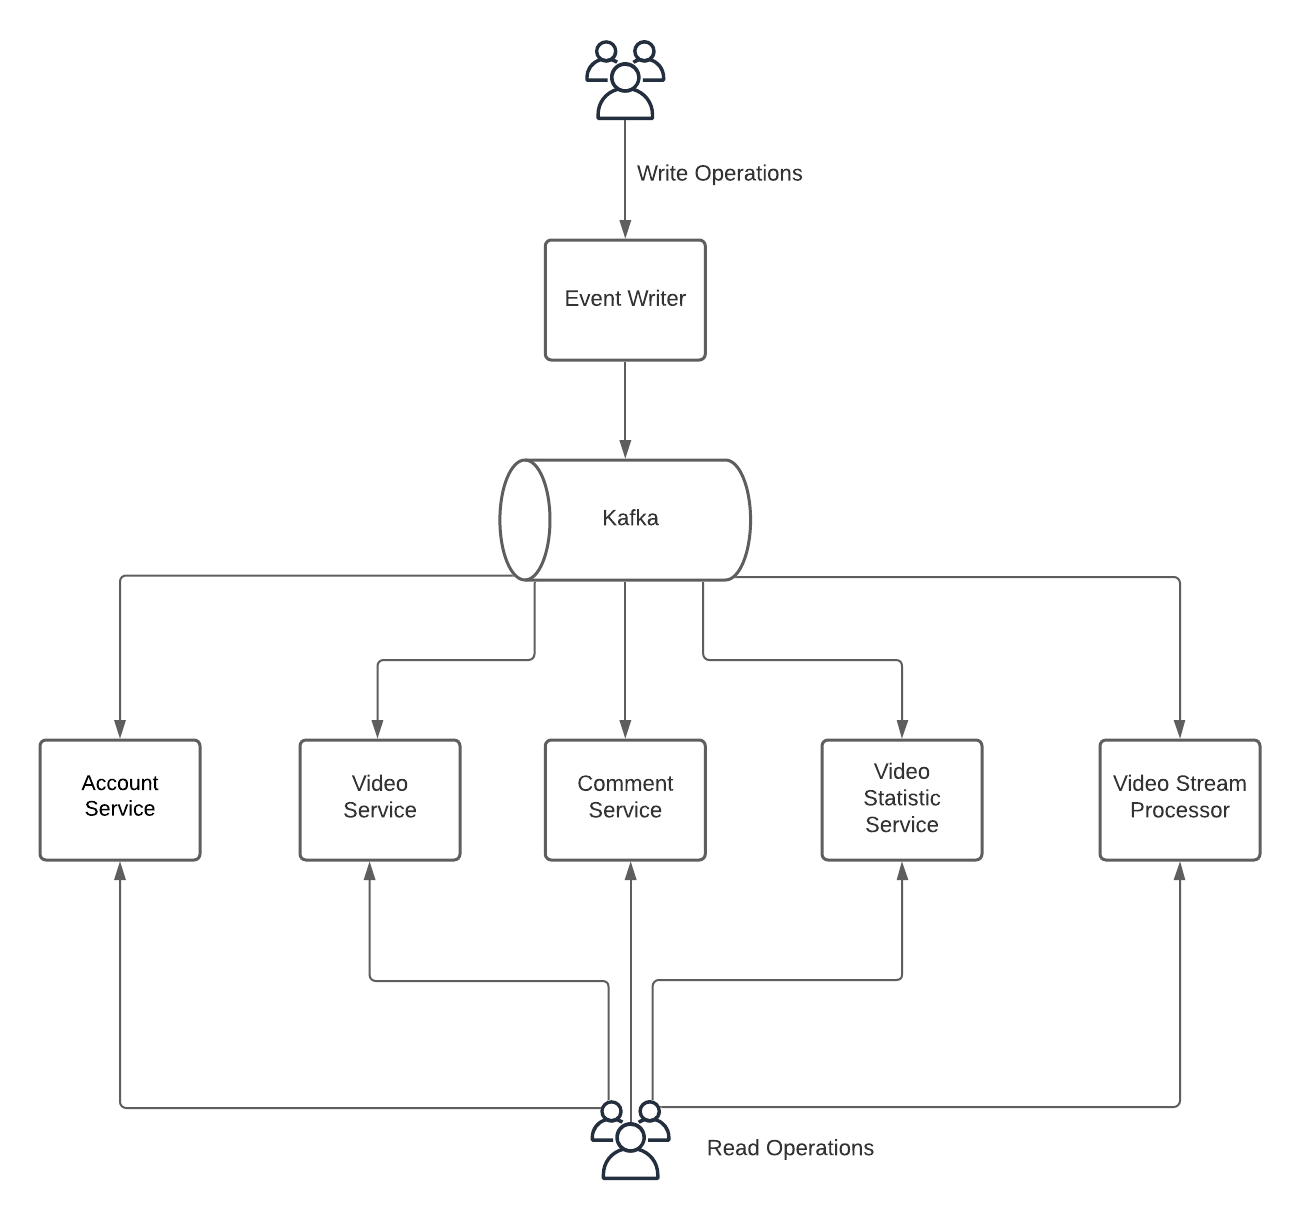 Write Operations
Event Writer
Kafka
Account
Service
Video
Service
Comment
Service
Video
Statistic
Service
Video Stream
Processor
Read Operations